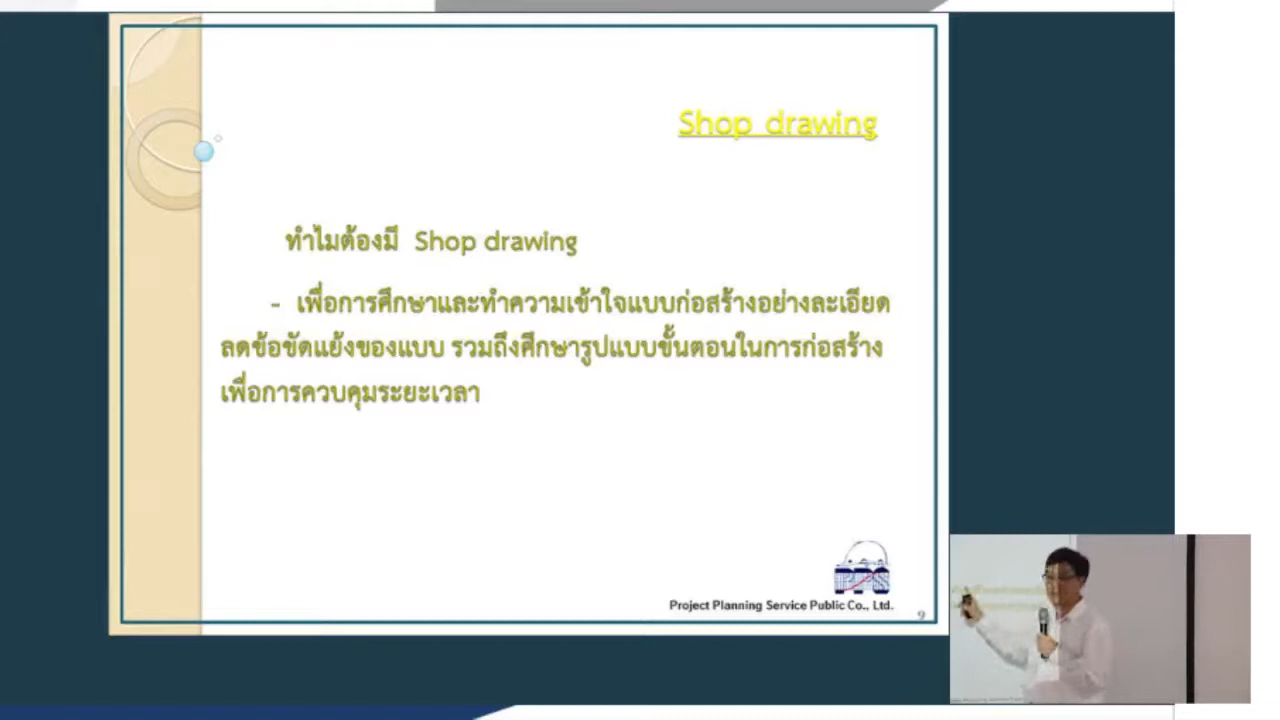 Shop drawing
ทำไมต้องมี Shop drawing
- เพื่อการศึกษาและทำความเข้าใจแบบก่อสร้างอย่างละเอียด
ลดข้อขัดแย้งของแบบ รวมถึงศึกษารูปแบบขั้นตอนในการก่อสร้าง
เพื่อการควบคุมระยะเวลา
PPS
Project Planning Service Public Co., Ltd.
9